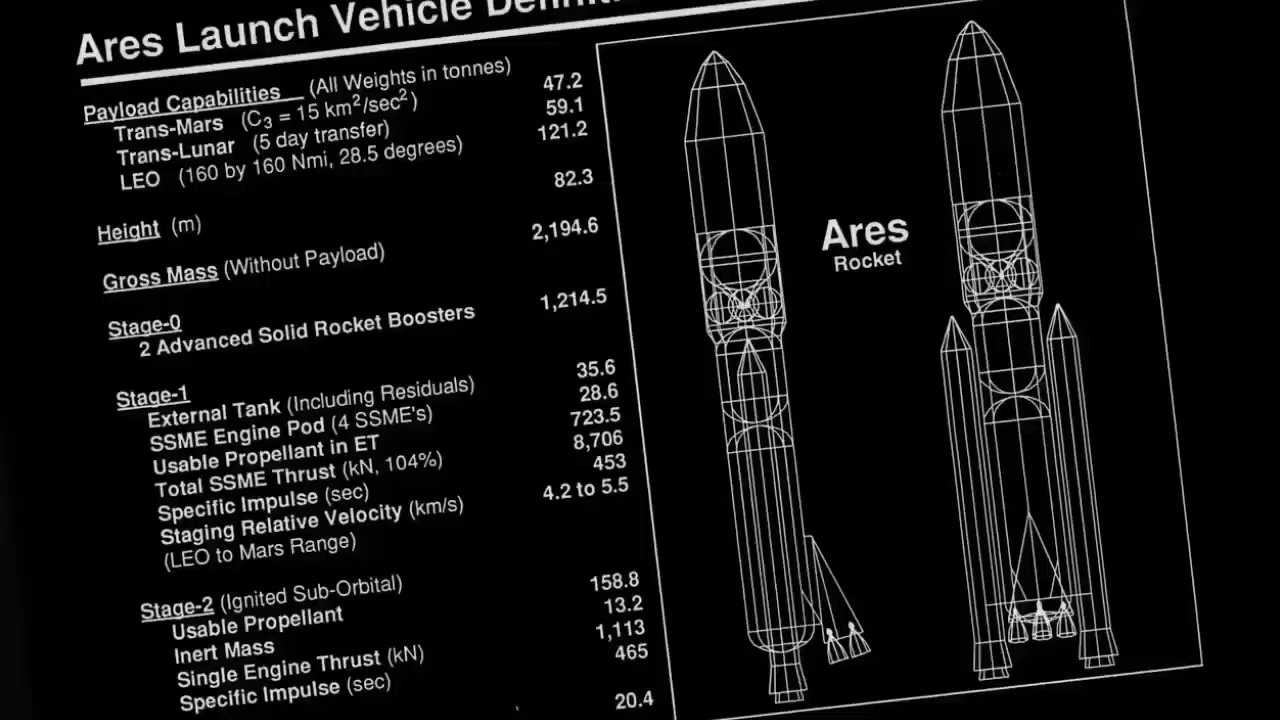 Ares Launch Vehicle
Payload Capabilities (All Weights in tonnes)
Trans-Mars (C3 = 15 km2/sec2) 47.2
Trans-Lunar (5 day transfer) 59.1
LEO (160 by 160 Nmi, 28.5 degrees) 121.2
Height (m) 82.3
Gross Mass (Without Payload) 2,194.6
Stage-0
2 Advanced Solid Rocket Boosters 1,214.5
Stage-1
External Tank (Including Residuals) 35.6
SSME Engine Pod (4 SSME's) 28.6
Usable Propellant in ET 723.5
Total SSME Thrust (kN, 104%) 8,706
Specific Impulse (sec) 453
Staging Relative Velocity (km/s) 4.2 to 5.5
(LEO to Mars Range)
Stage-2 (Ignited Sub-Orbital)
Usable Propellant 158.8
Inert Mass 13.2
Single Engine Thrust (kN) 1,113
Specific Impulse (sec) 465
20.4
Ares
Rocket